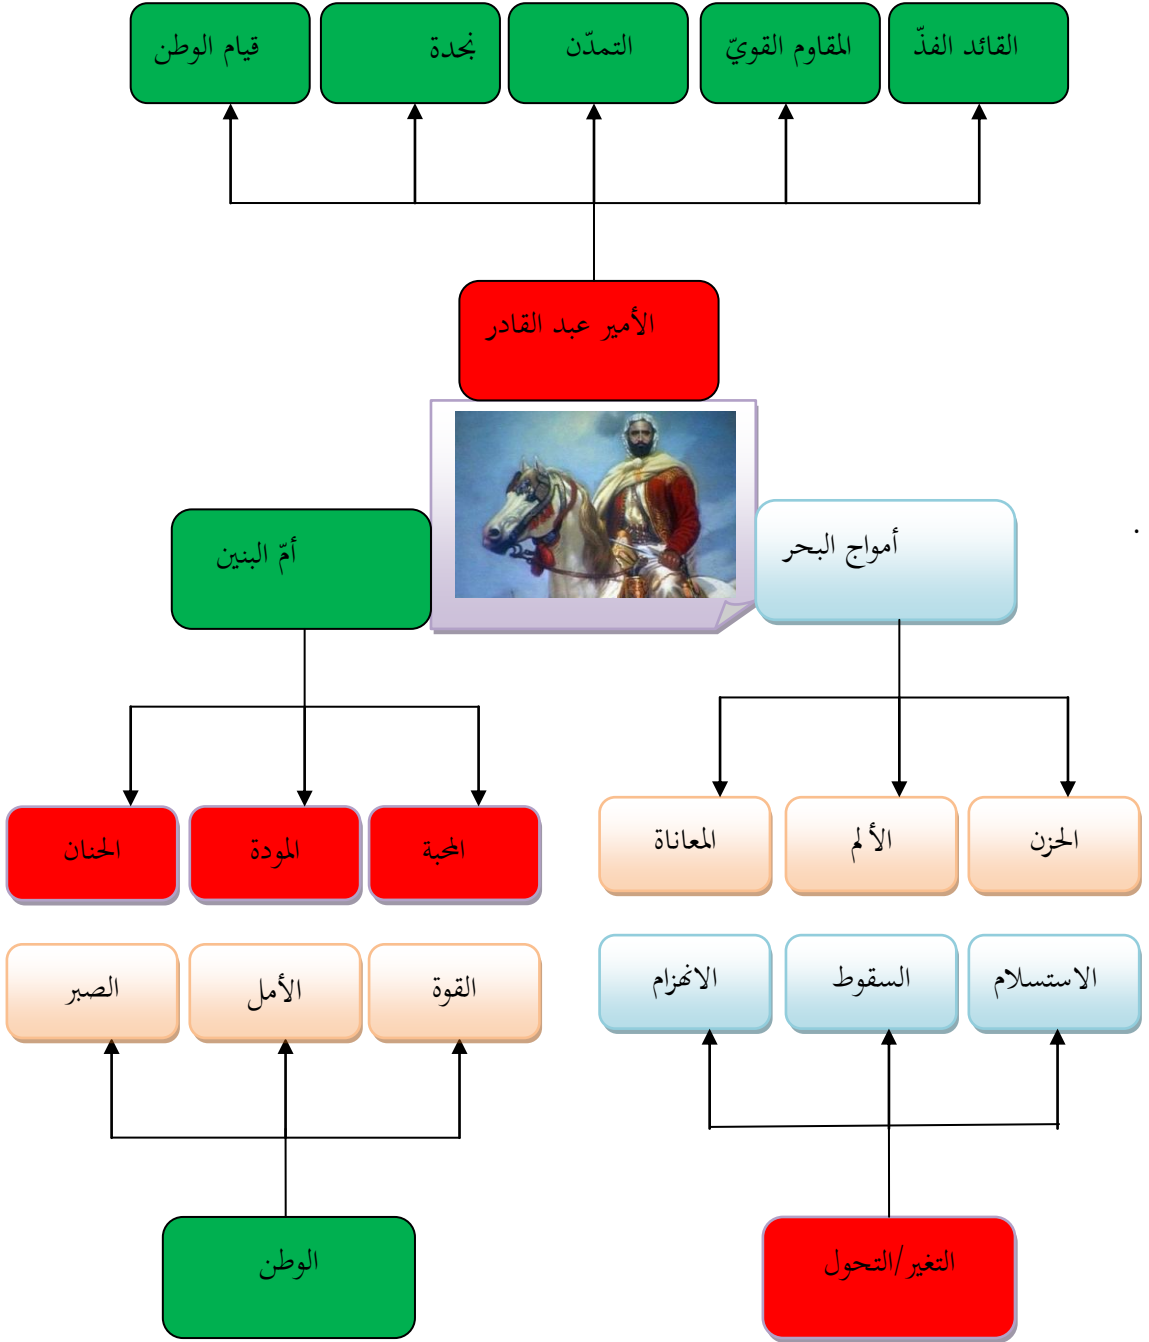 القائد الفذّ
المقاوم القويّ
التمدّن
نجدة
قيام الوطن
الأمير عبد القادر
أمواج البحر
أمّ البنين
.
الحزن
الألم
المعاناة
المحبة
المودة
الحنان
الاستسلام
السقوط
الانهزام
القوة
الأمل
الصبر
التغير/التحول
الوطن